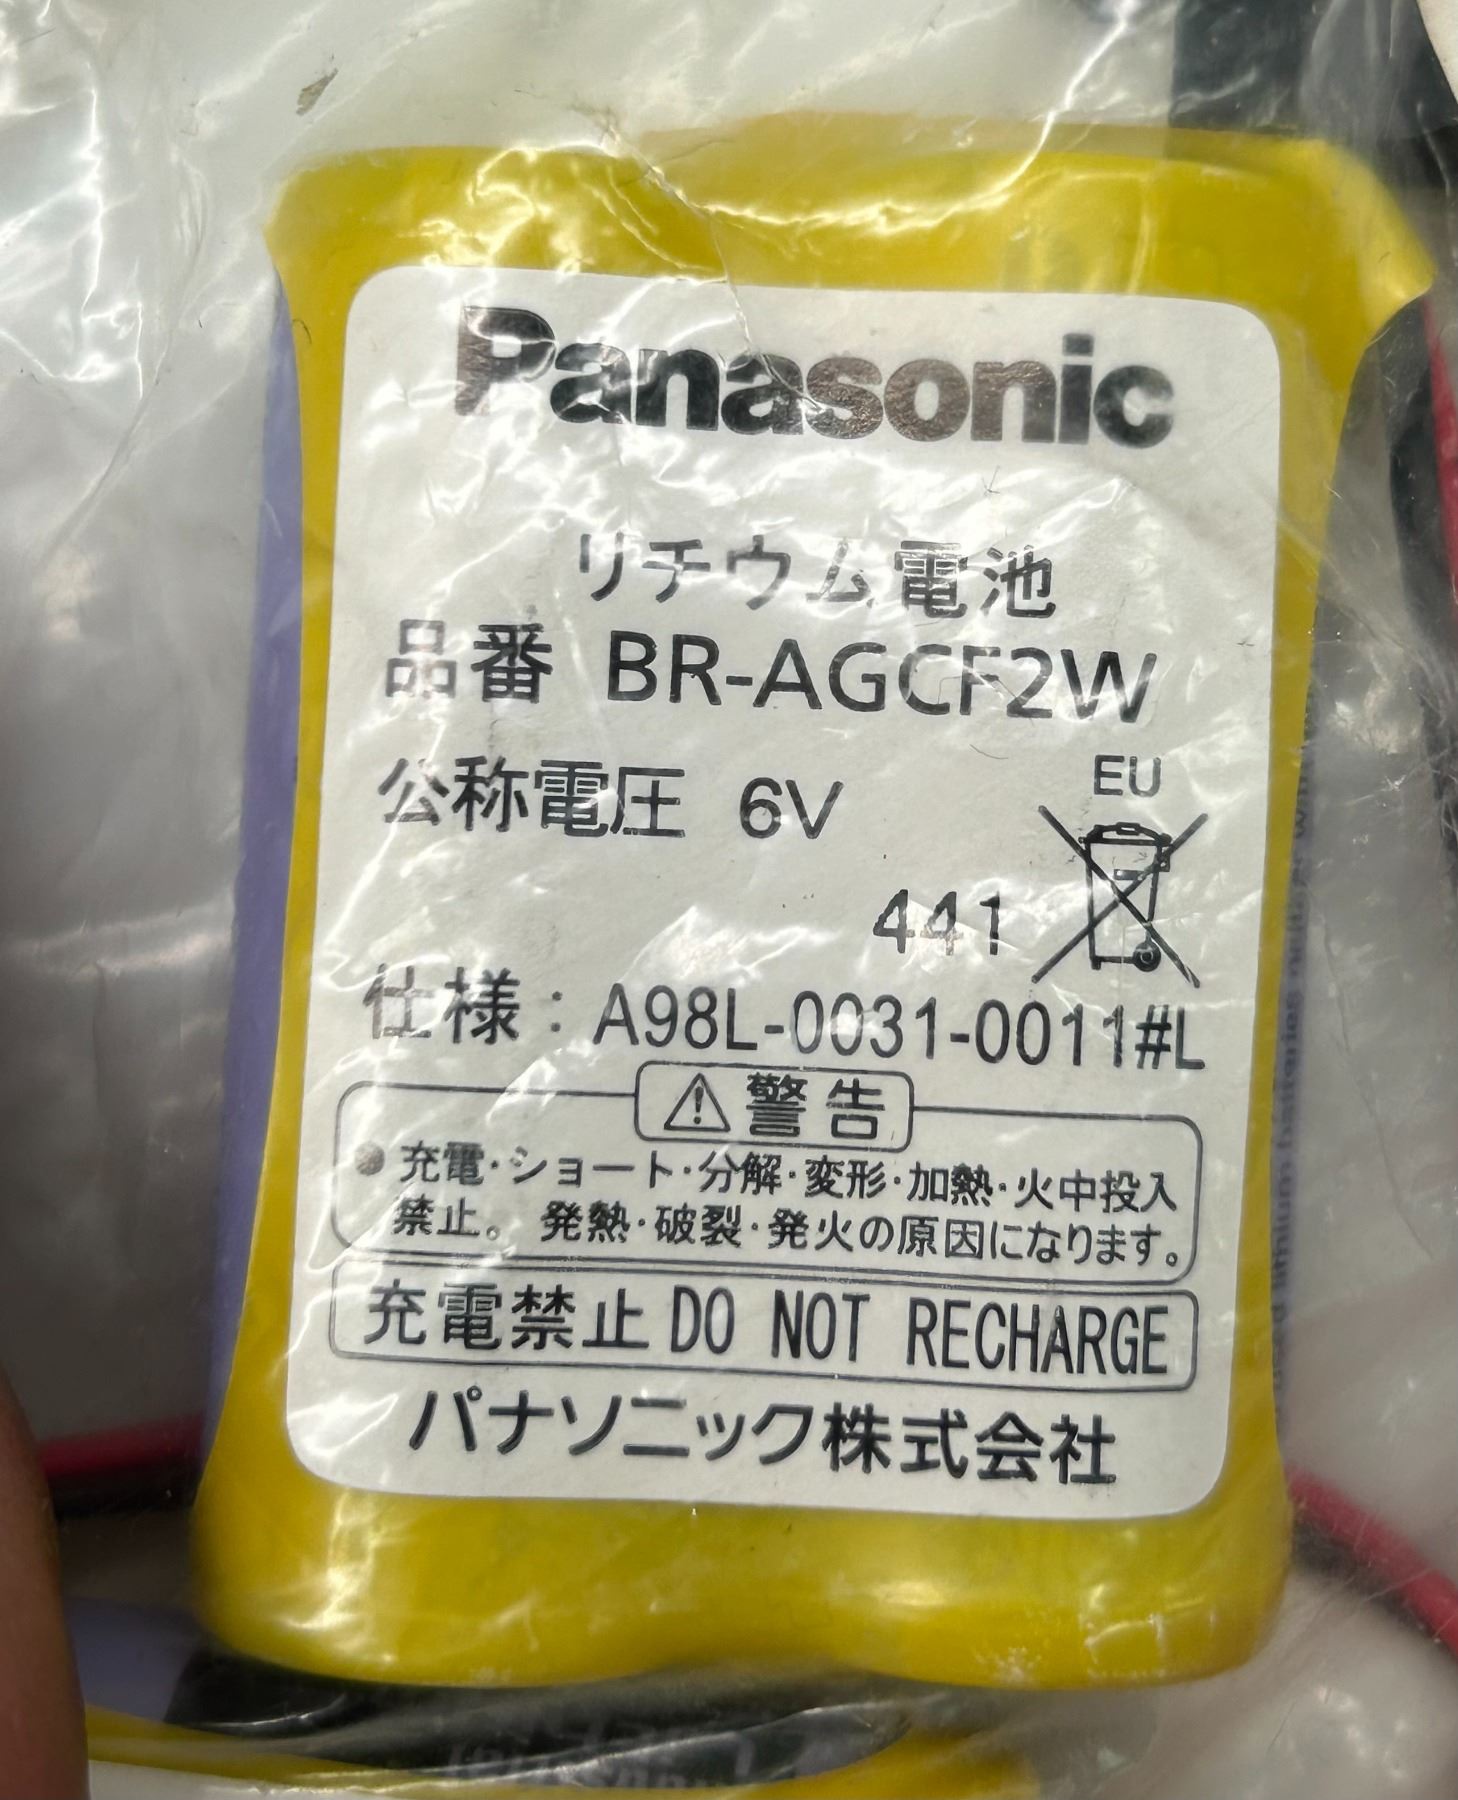 Panasonic
リチウム電池
品番 BR-AGCF2W
公称電圧 6V
EU
441
仕様：A98L-0031-0011#L
警告
●充電・ショート・分解・変形・加熱・火中投入
禁止。発熱・破裂・発火の原因になります。
充電禁止 DO NOT RECHARGE
パナソニック株式会社